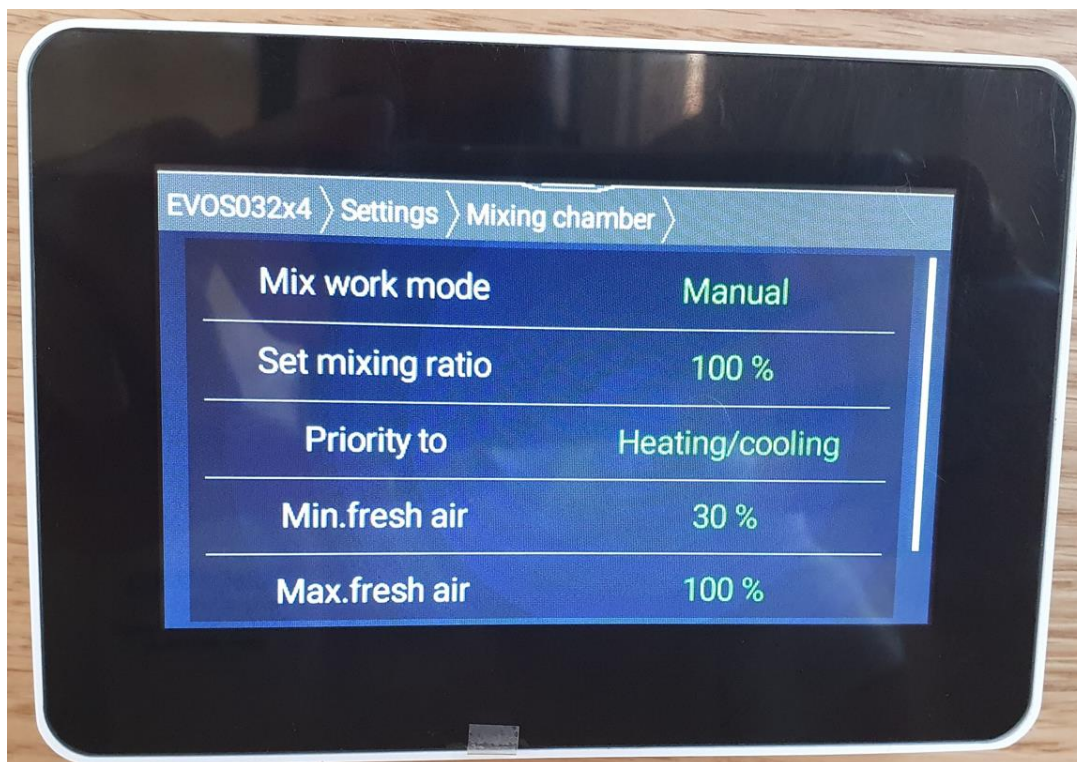 EVOS032x4 Settings Mixing chamber
Mix work mode Manual
Set mixing ratio 100 %
Priority to Heating/cooling
Min.fresh air 30 %
Max.fresh air 100 %